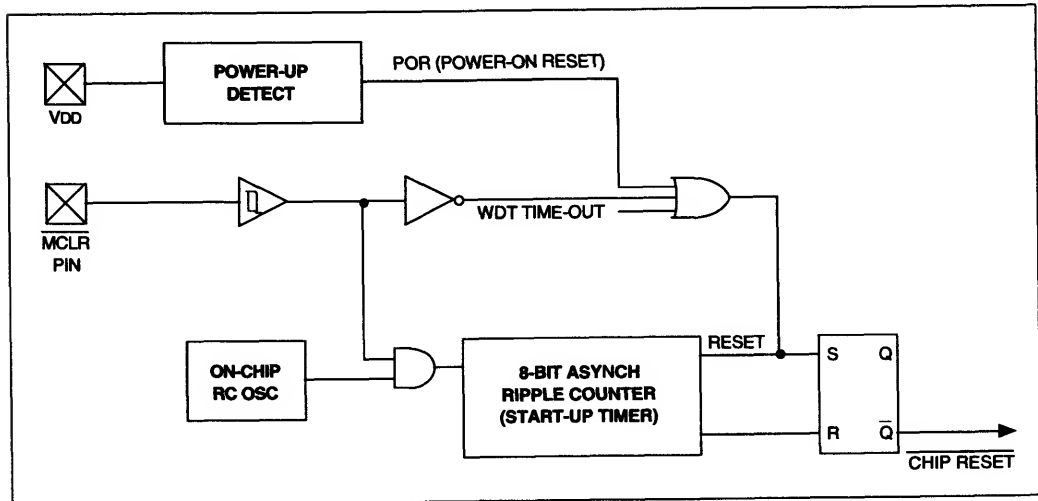 POWER-UP
DETECT
POR (POWER-ON RESET)
VDD
MCLR
PIN
WDT TIME-OUT
ON-CHIP
RC OSC
8-BIT ASYNCH
RIPPLE COUNTER
(START-UP TIMER)
RESET
S Q
R Q̅
CHIP RESET